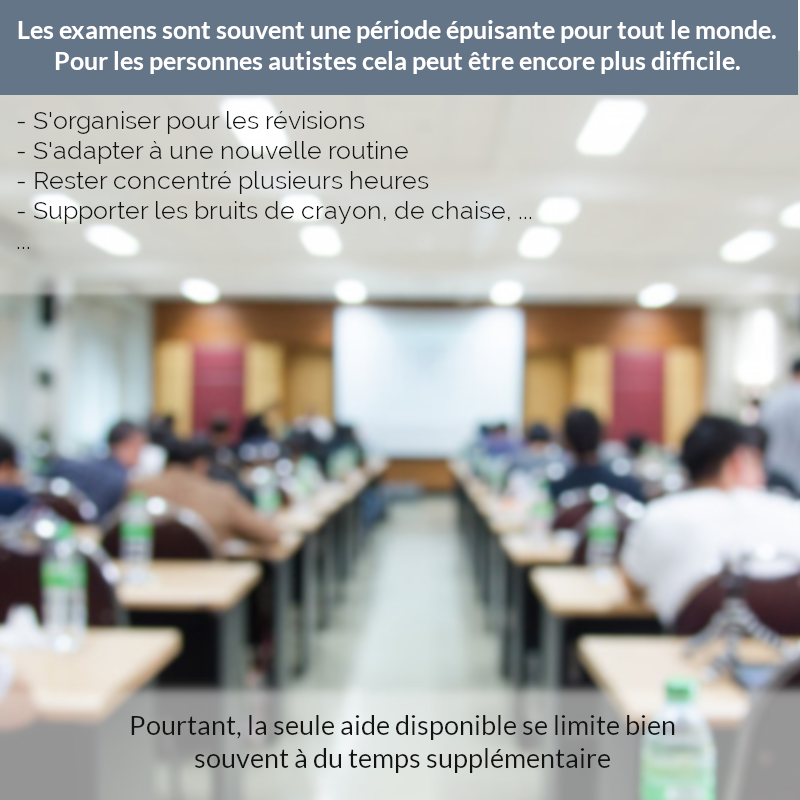 Les examens sont souvent une période épuisante pour tout le monde.
Pour les personnes autistes cela peut être encore plus difficile.
- S'organiser pour les révisions
- S'adapter à une nouvelle routine
- Rester concentré plusieurs heures
- Supporter les bruits de crayon, de chaise, ...
...
Pourtant, la seule aide disponible se limite bien
souvent à du temps supplémentaire